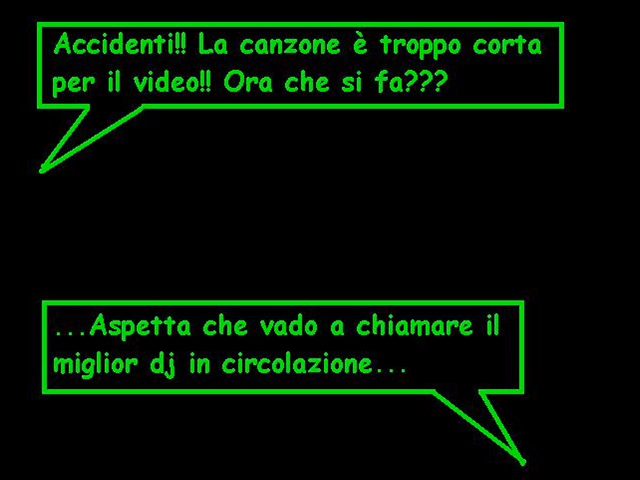 Accidenti!! La canzone è troppo corta
per il video!! Ora che si fa???
...Aspetta che vado a chiamare il
miglior dj in circolazione...